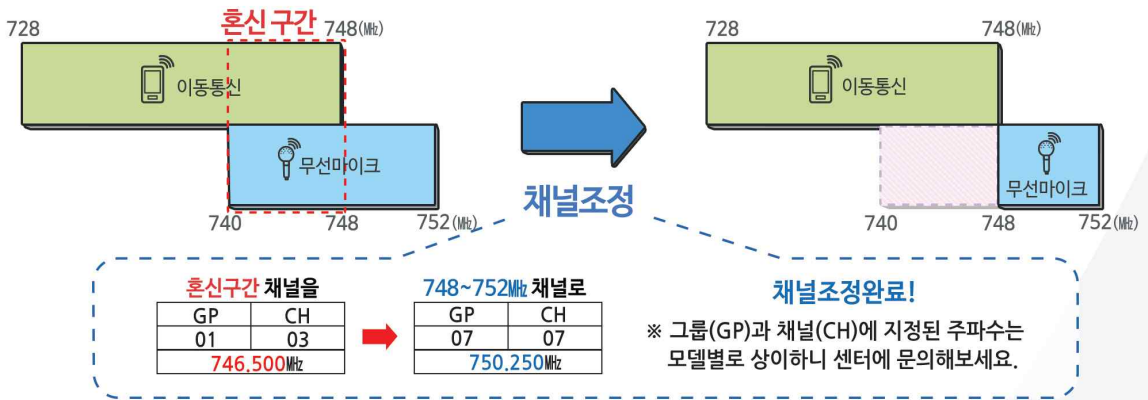 혼신 구간
728 748(㎒)
이동통신
무선마이크
740 748 752(㎒)
채널조정
728 748(㎒)
이동통신
무선마이크
740 748 752(㎒)
혼신구간 채널을
GP CH
01 03
746.500㎒
748~752㎒ 채널로
GP CH
07 07
750.250㎒
채널조정완료!
※ 그룹(GP)과 채널(CH)에 지정된 주파수는
모델별로 상이하니 센터에 문의해보세요.